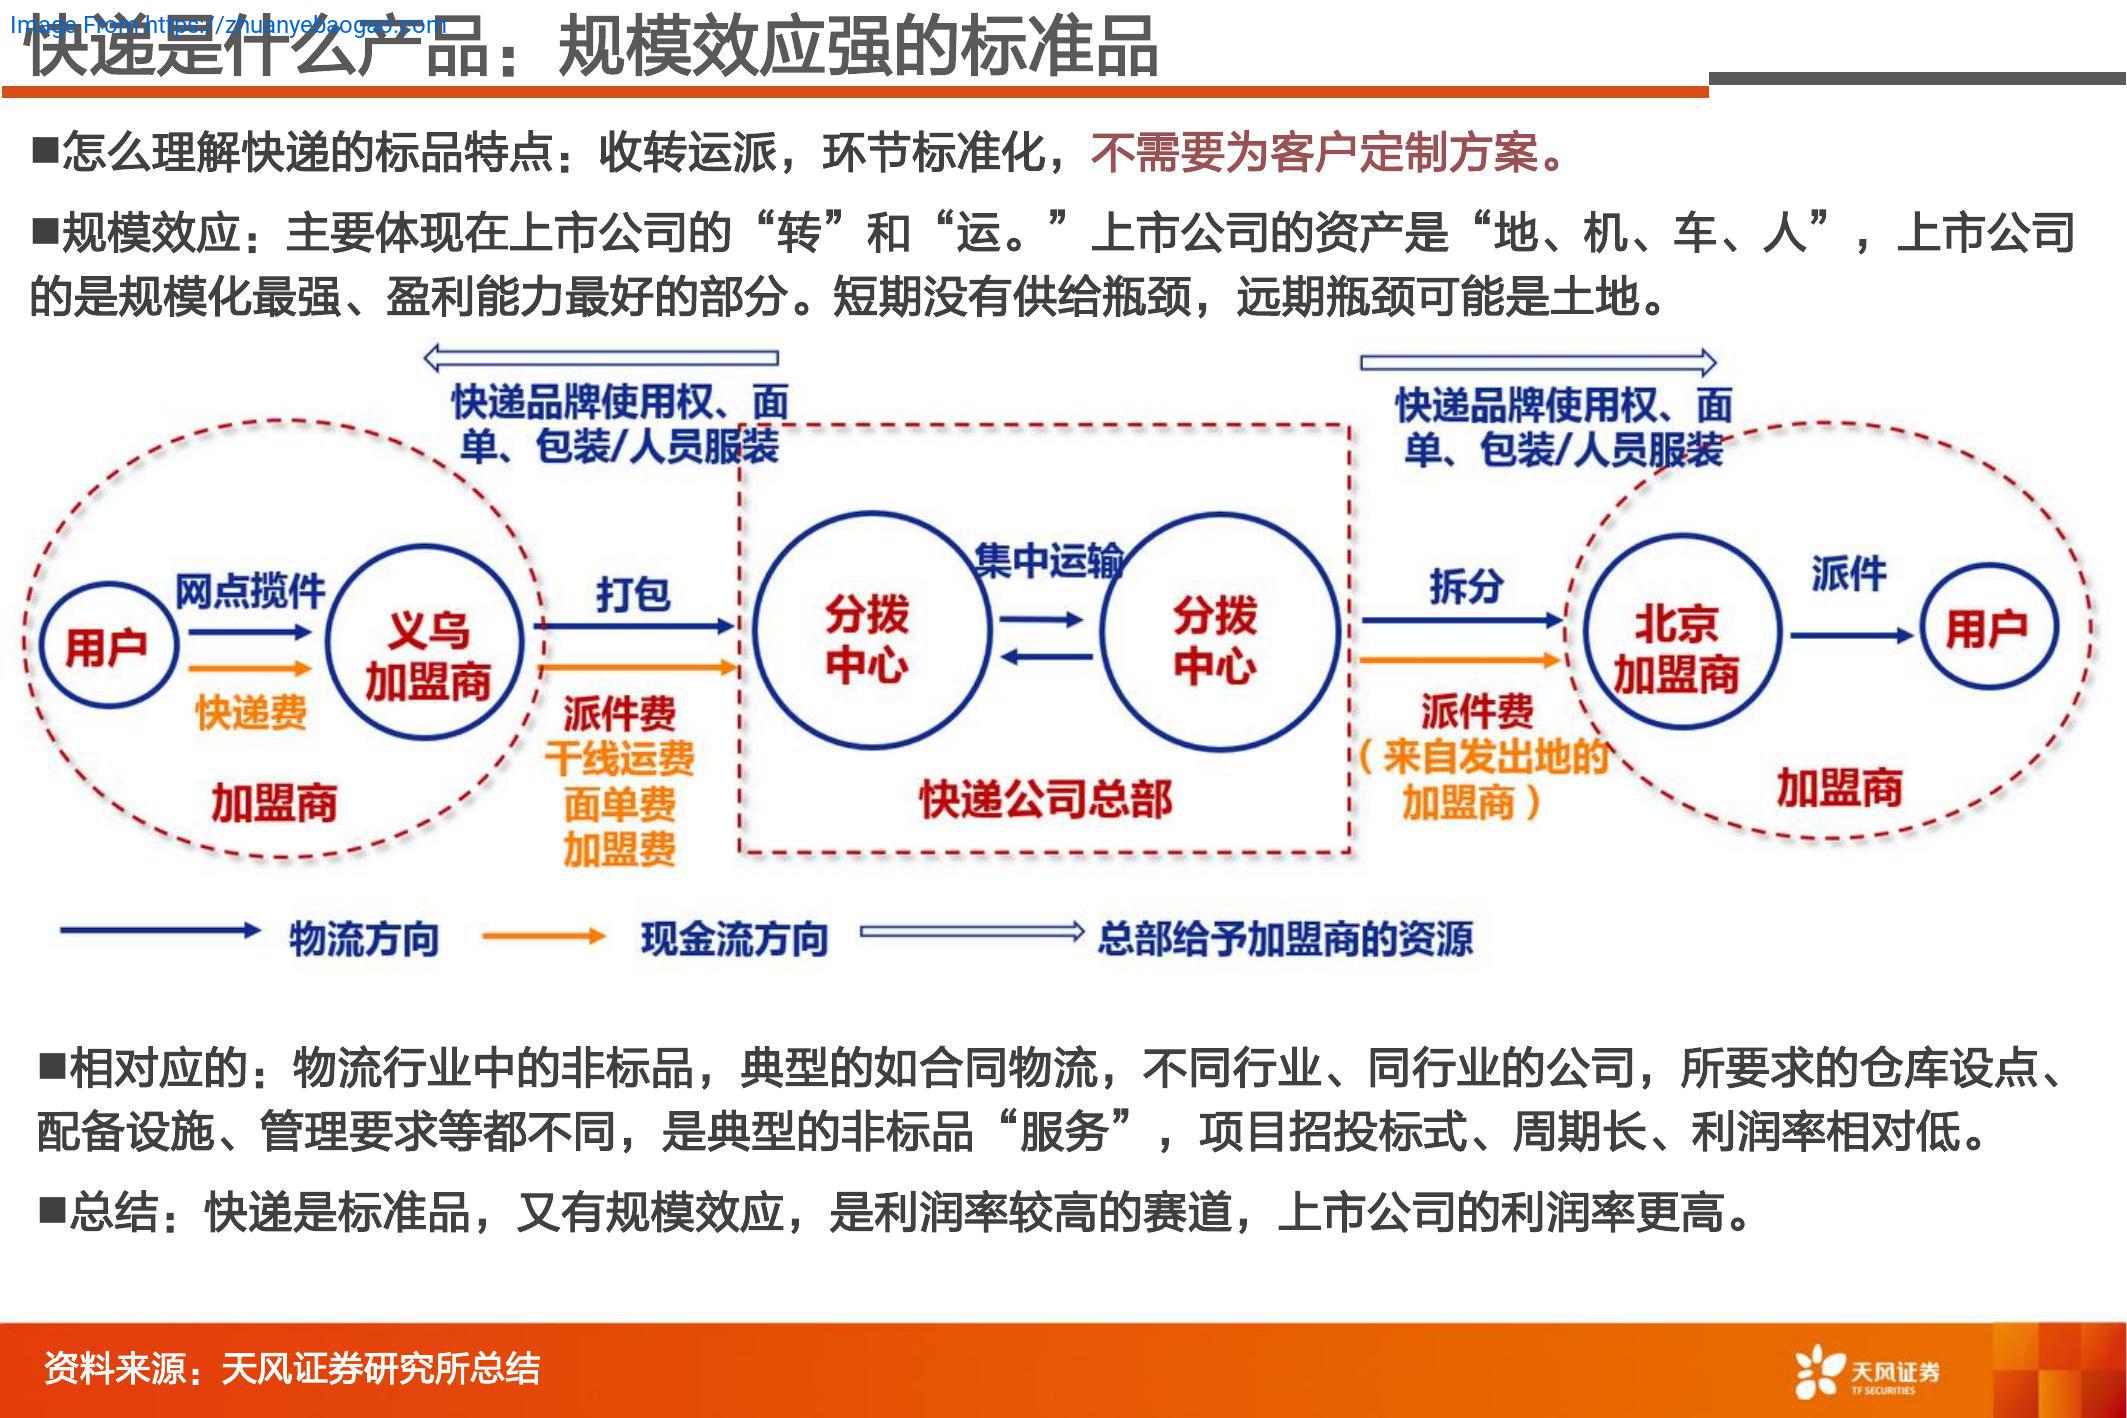 Image From https://zhuanyebaogao.com
快递是什么产品：规模效应强的标准品
■怎么理解快递的标品特点：收转运派，环节标准化，不需要为客户定制方案。
■规模效应：主要体现在上市公司的“转”和“运。”上市公司的资产是“地、机、车、人”，上市公司
的是规模化最强、盈利能力最好的部分。短期没有供给瓶颈，远期瓶颈可能是土地。
快递品牌使用权、面
单、包装/人员服装
快递品牌使用权、面
单、包装/人员服装
用户
网点揽件
快递费
义乌
加盟商
加盟商
打包
派件费
干线运费
面单费
加盟费
分拨
中心
集中运输
分拨
中心
快递公司总部
拆分
派件费
（来自发出地的
加盟商）
北京
加盟商
派件
用户
加盟商
物流方向
现金流方向
总部给予加盟商的资源
■相对应的：物流行业中的非标品，典型的如合同物流，不同行业、同行业的公司，所要求的仓库设点、
配备设施、管理要求等都不同，是典型的非标品“服务”，项目招投标式、周期长、利润率相对低。
■总结：快递是标准品，又有规模效应，是利润率较高的赛道，上市公司的利润率更高。
资料来源：天风证券研究所总结
天风证券
TF SECURITIES